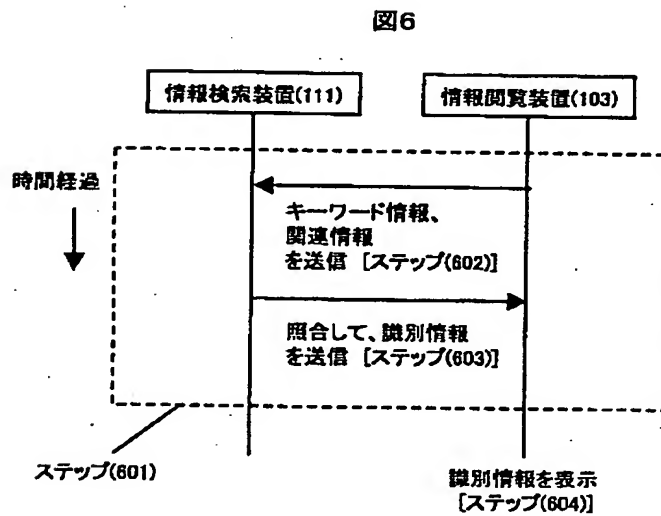 図6
情報検索装置(111)
情報閲覧装置(103)
時間経過
キーワード情報、
関連情報
を送信 [ステップ(602)]
照合して、識別情報
を送信 [ステップ(603)]
ステップ(601)
識別情報を表示
[ステップ(604)]